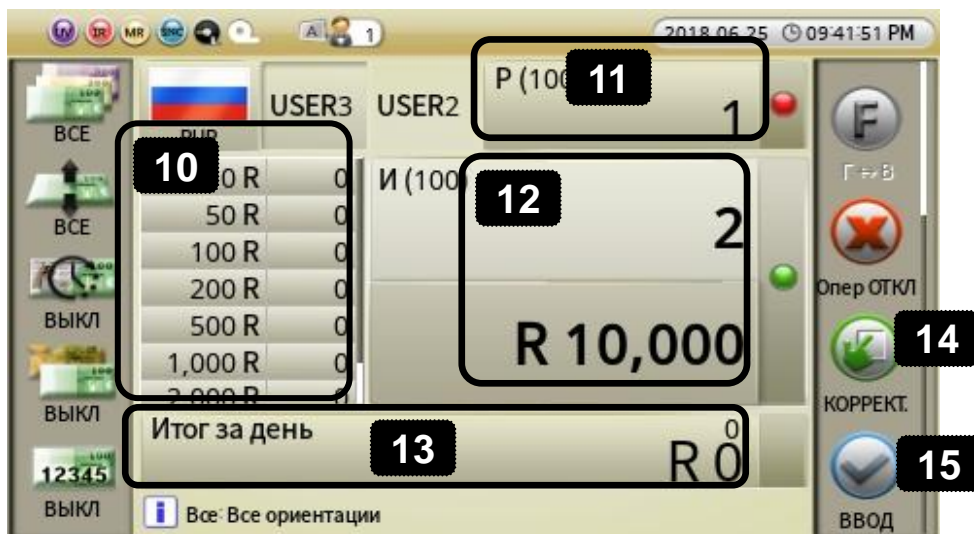 UV IR MR SNC A 1 2018.06.25 09:41:51 PM
11
P (100
1
USER3 USER2
F
Г⇔В
ВСЕ
10
0 R 0
50 R 0
100 R 0
200 R 0
500 R 0
1,000 R 0
2,000 R 0
И (100)
12
2
R 10,000
ВСЕ
ВЫКЛ
ВЫКЛ
12345
ВЫКЛ
Опер ОТКЛ
14
КОРРЕКТ.
15
ВВОД
Итог за день
13
0
R 0
i Все: Все ориентации